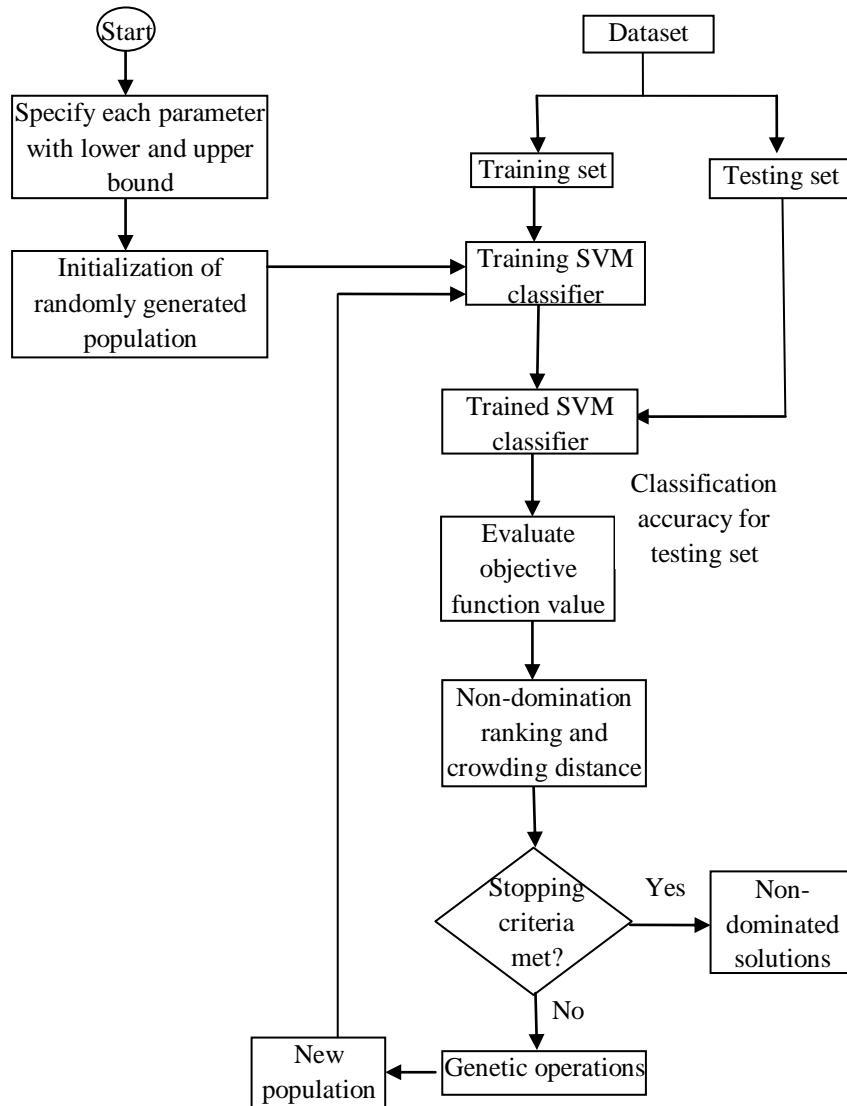 Start
Specify each parameter
with lower and upper
bound
Initialization of
randomly generated
population
Dataset
Training set
Testing set
Training SVM
classifier
Trained SVM
classifier
Classification
accuracy for
testing set
Evaluate
objective
function value
Non-domination
ranking and
crowding distance
Stopping
criteria
met?
Yes
Non-
dominated
solutions
No
Genetic operations
New
population